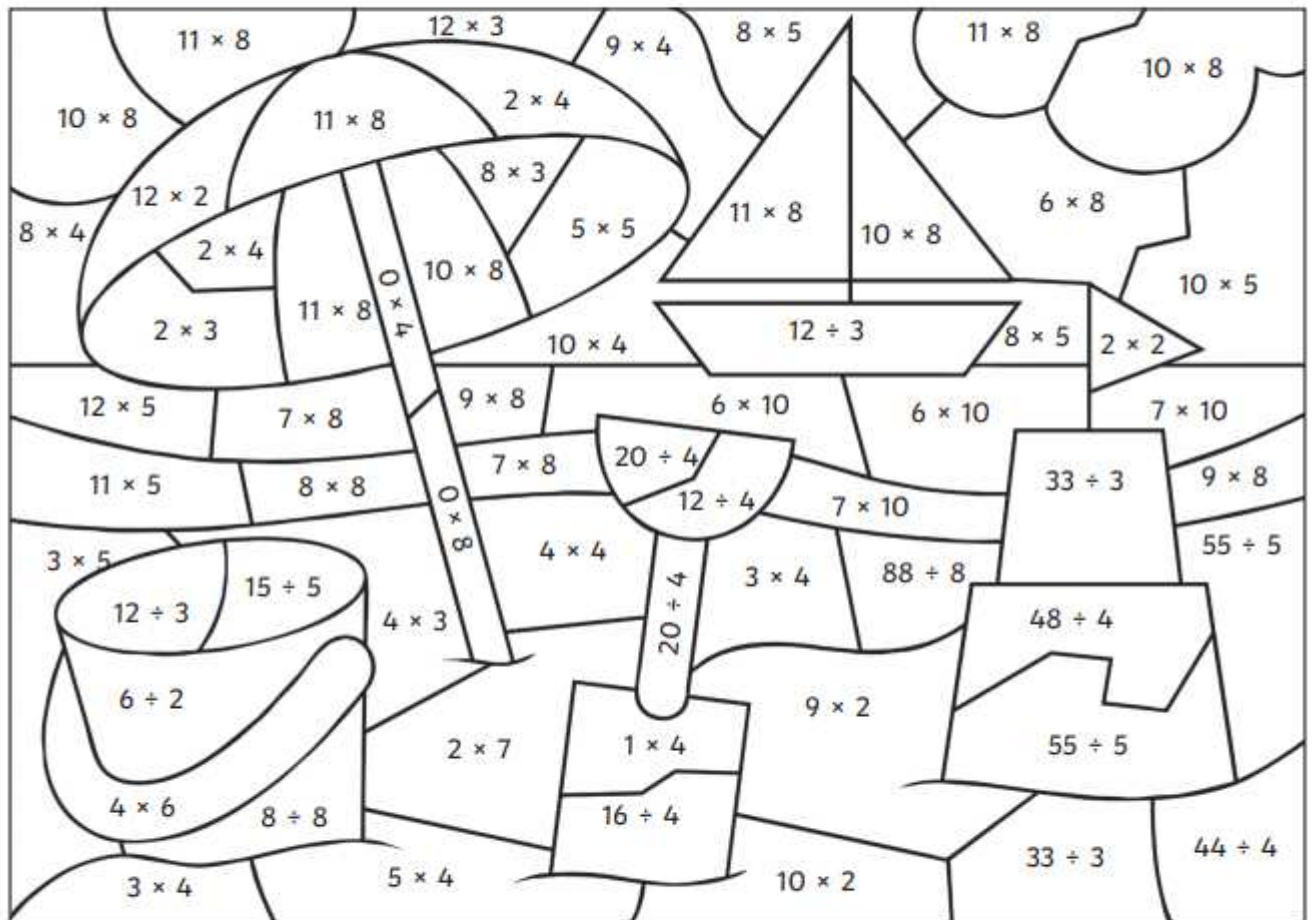 11 × 8
12 × 3
9 × 4
8 × 5
11 × 8
10 × 8
10 × 8
11 × 8
2 × 4
12 × 2
8 × 3
6 × 8
8 × 4
2 × 4
5 × 5
11 × 8
10 × 8
10 × 8
0 × 4
10 × 5
2 × 3
11 × 8
10 × 4
12 ÷ 3
8 × 5
2 × 2
12 × 5
7 × 8
9 × 8
6 × 10
6 × 10
7 × 10
11 × 5
8 × 8
7 × 8
20 ÷ 4
12 ÷ 4
7 × 10
33 ÷ 3
9 × 8
0 × 8
3 × 5
4 × 4
3 × 4
88 ÷ 8
55 ÷ 5
12 ÷ 3
15 ÷ 5
4 × 3
20 ÷ 4
48 ÷ 4
6 ÷ 2
2 × 7
1 × 4
9 × 2
55 ÷ 5
4 × 6
8 ÷ 8
16 ÷ 4
3 × 4
5 × 4
10 × 2
33 ÷ 3
44 ÷ 4